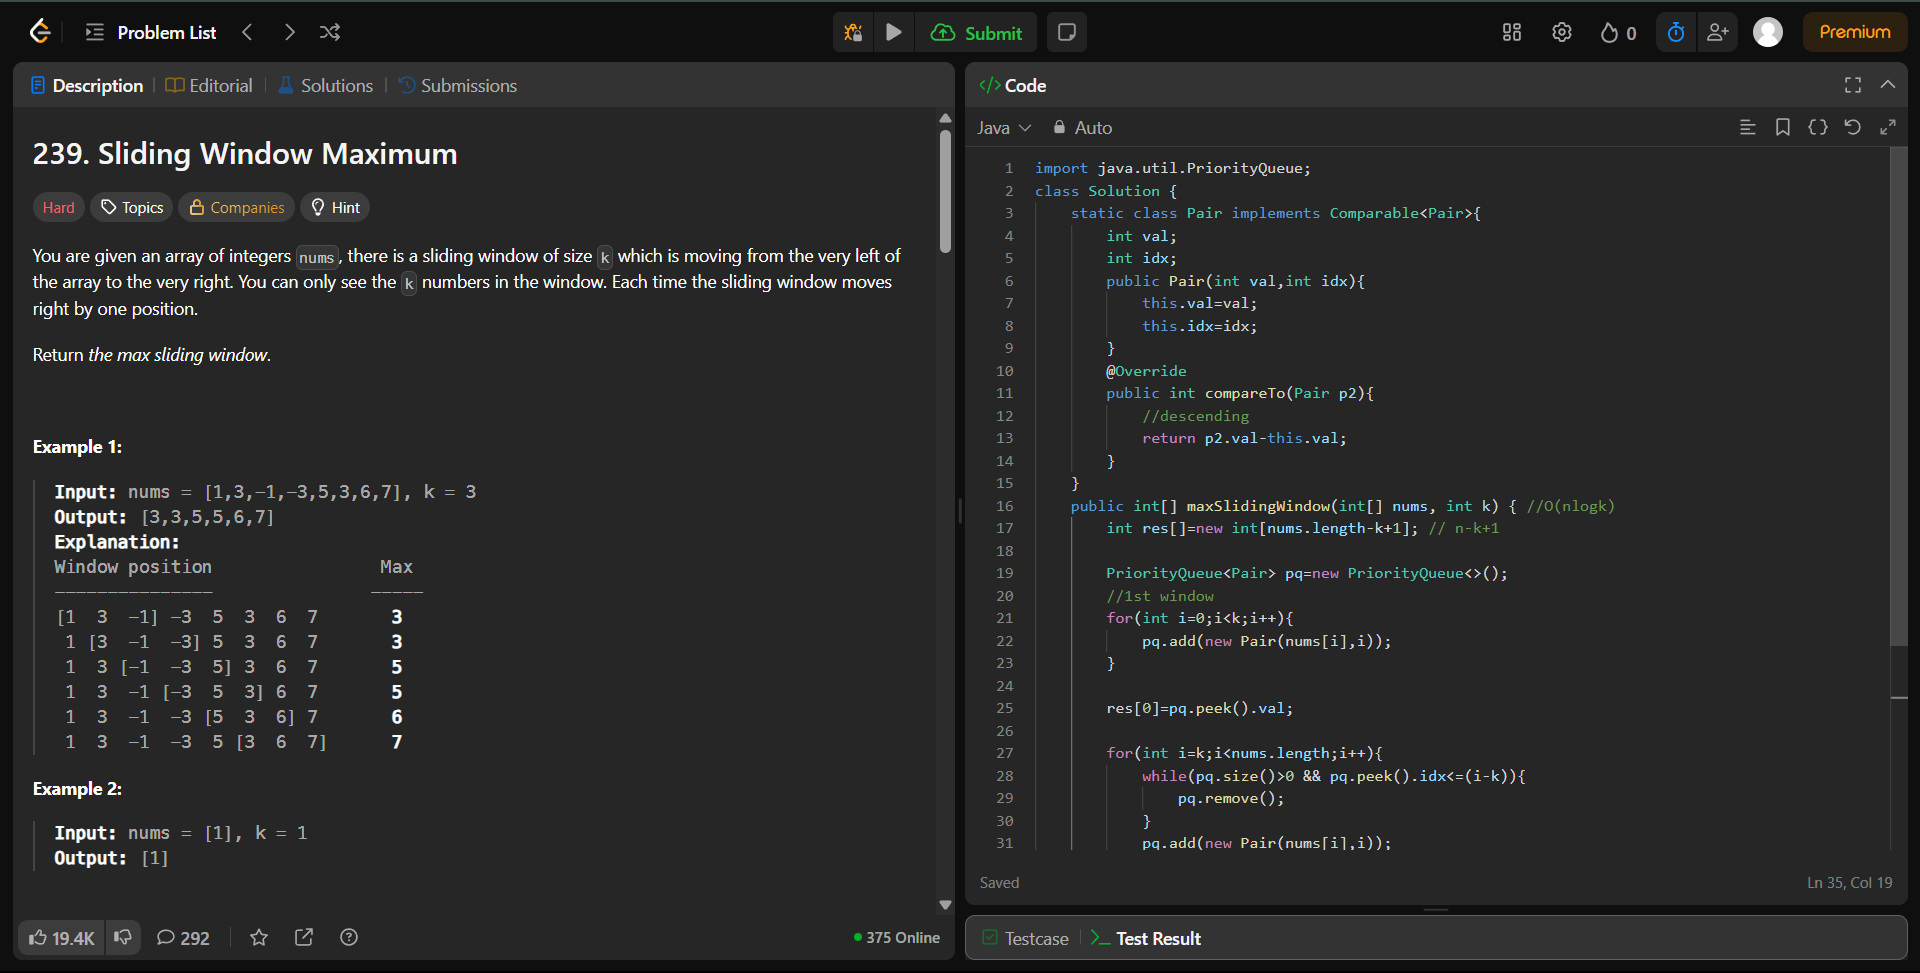 Problem List
Submit
0
Premium
Description
Editorial
Solutions
Submissions
239. Sliding Window Maximum
Hard
Topics
Companies
Hint
You are given an array of integers nums, there is a sliding window of size k which is moving from the very left of
the array to the very right. You can only see the k numbers in the window. Each time the sliding window moves
right by one position.
Return the max sliding window.
Example 1:
Input: nums = [1,3,-1,-3,5,3,6,7], k = 3
Output: [3,3,5,5,6,7]
Explanation:
Window position                Max
---------------               -----
[1  3  -1] -3  5  3  6  7       3
 1 [3  -1  -3] 5  3  6  7       3
 1  3 [-1  -3  5] 3  6  7       5
 1  3  -1 [-3  5  3] 6  7       5
 1  3  -1  -3 [5  3  6] 7       6
 1  3  -1  -3  5 [3  6  7]      7
Example 2:
Input: nums = [1], k = 1
Output: [1]
19.4K
292
375 Online
</> Code
Java
Auto
1 import java.util.PriorityQueue;
2 class Solution {
3     static class Pair implements Comparable<Pair>{
4         int val;
5         int idx;
6         public Pair(int val,int idx){
7             this.val=val;
8             this.idx=idx;
9         }
10         @Override
11         public int compareTo(Pair p2){
12             //descending
13             return p2.val-this.val;
14         }
15     }
16     public int[] maxSlidingWindow(int[] nums, int k) { //O(nlogk)
17         int res[]=new int[nums.length-k+1]; // n-k+1
18
19         PriorityQueue<Pair> pq=new PriorityQueue<>();
20         //1st window
21         for(int i=0;i<k;i++){
22             pq.add(new Pair(nums[i],i));
23         }
24
25         res[0]=pq.peek().val;
26
27         for(int i=k;i<nums.length;i++){
28             while(pq.size()>0 && pq.peek().idx<=(i-k)){
29                 pq.remove();
30             }
31             pq.add(new Pair(nums[i],i));
Saved
Ln 35, Col 19
Testcase
Test Result